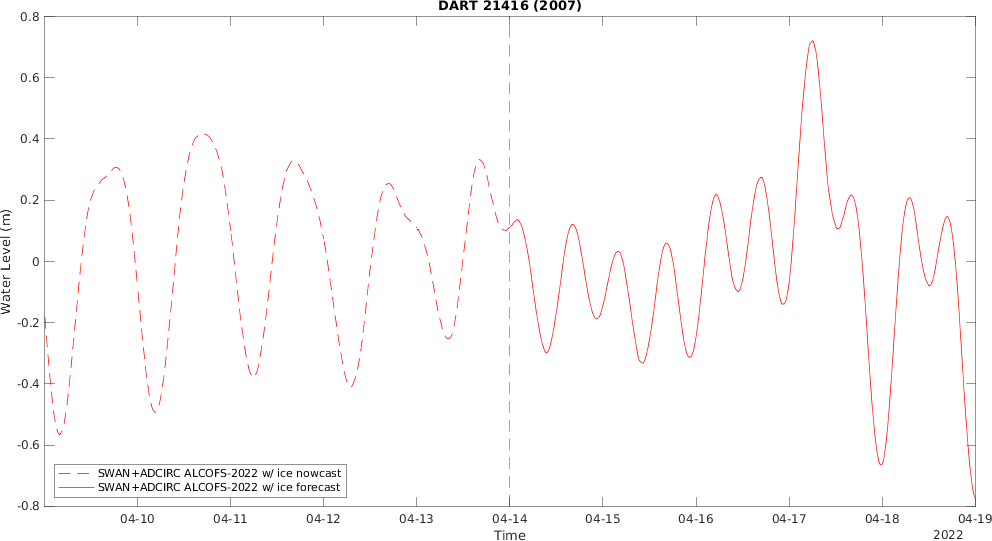 DART 21416 (2007)
0.8
0.6
0.4
0.2
0
-0.2
-0.4
-0.6
-0.8
Water Level (m)
SWAN+ADCIRC ALCOFS-2022 w/ ice nowcast
SWAN+ADCIRC ALCOFS-2022 w/ ice forecast
04-10 04-11 04-12 04-13 04-14 04-15 04-16 04-17 04-18 04-19
Time
2022